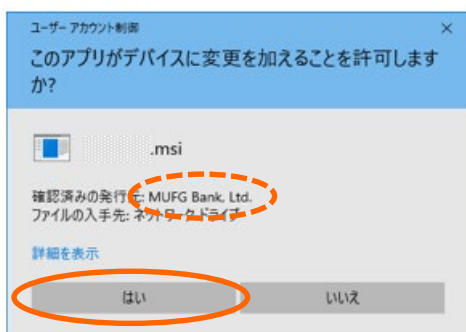 ユーザー アカウント制御
このアプリがデバイスに変更を加えることを許可します
か?
.msi
確認済みの発行元: MUFG Bank, Ltd.
ファイルの入手先: ネットワーク ドライブ
詳細を表示
はい
いいえ